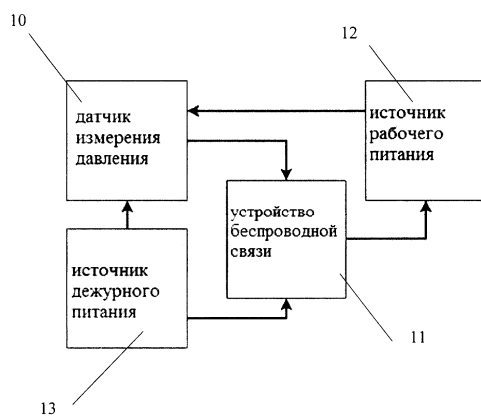 10
12
датчик
измерения
давления
источник
рабочего
питания
устройство
беспроводной
связи
источник
дежурного
питания
11
13